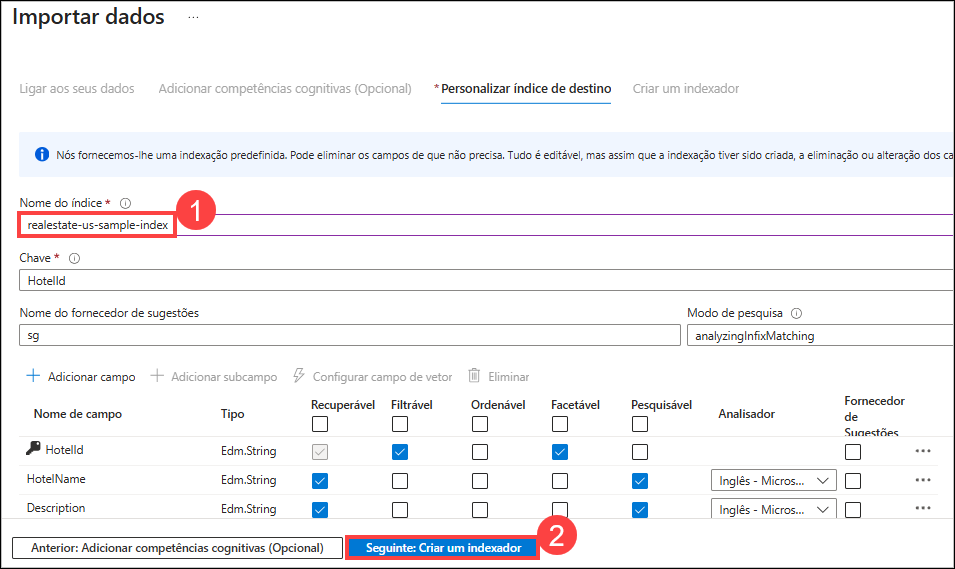 Importar dados ...
Ligar aos seus dados Adicionar competências cognitivas (Opcional) * Personalizar índice de destino Criar um indexador
Nós fornecemos-lhe uma indexação predefinida. Pode eliminar os campos de que não precisa. Tudo é editável, mas assim que a indexação tiver sido criada, a eliminação ou alteração dos ca
Nome do índice *
1
realestate-us-sample-index
Chave *
HotelId
Nome do fornecedor de sugestões Modo de pesquisa
sg analyzingInfixMatching
Adicionar campo Adicionar subcampo Configurar campo de vetor Eliminar
Nome de campo Tipo Recuperável Filtrável Ordenável Facetável Pesquisável Analisador Fornecedor
de
Sugestões
HotelId Edm.String ...
HotelName Edm.String Inglês - Micros... ...
Description Edm.String Inglês - Micros... ...
2
Anterior: Adicionar competências cognitivas (Opcional) Seguinte: Criar um indexador